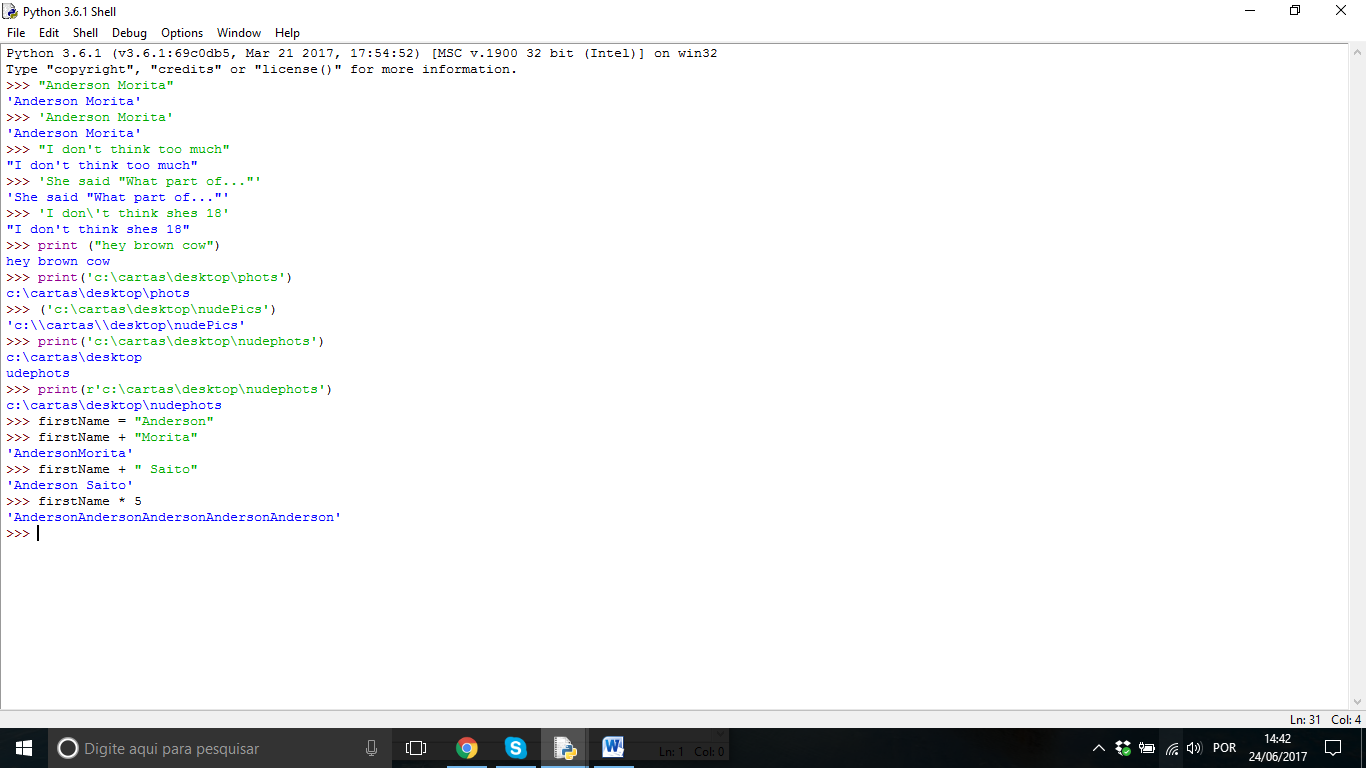 Python 3.6.1 Shell
File Edit Shell Debug Options Window Help
Python 3.6.1 (v3.6.1:69c0db5, Mar 21 2017, 17:54:52) [MSC v.1900 32 bit (Intel)] on win32
Type "copyright", "credits" or "license()" for more information.
>>> "Anderson Morita"
'Anderson Morita'
>>> 'Anderson Morita'
'Anderson Morita'
>>> "I don't think too much"
"I don't think too much"
>>> 'She said "What part of..."'
'She said "What part of..."'
>>> 'I don\'t think shes 18'
"I don't think shes 18"
>>> print ("hey brown cow")
hey brown cow
>>> print('c:\cartas\desktop\phots')
c:\cartas\desktop\phots
>>> ('c:\cartas\desktop\nudePics')
'c:\\cartas\\desktop\nudePics'
>>> print('c:\cartas\desktop\nudephots')
c:\cartas\desktop
udephots
>>> print(r'c:\cartas\desktop\nudephots')
c:\cartas\desktop\nudephots
>>> firstName = "Anderson"
>>> firstName + "Morita"
'AndersonMorita'
>>> firstName + " Saito"
'Anderson Saito'
>>> firstName * 5
'AndersonAndersonAndersonAndersonAnderson'
>>>
Ln: 31 Col: 4
Digite aqui para pesquisar
Ln: 1 Col: 0
POR
14:42
24/06/2017